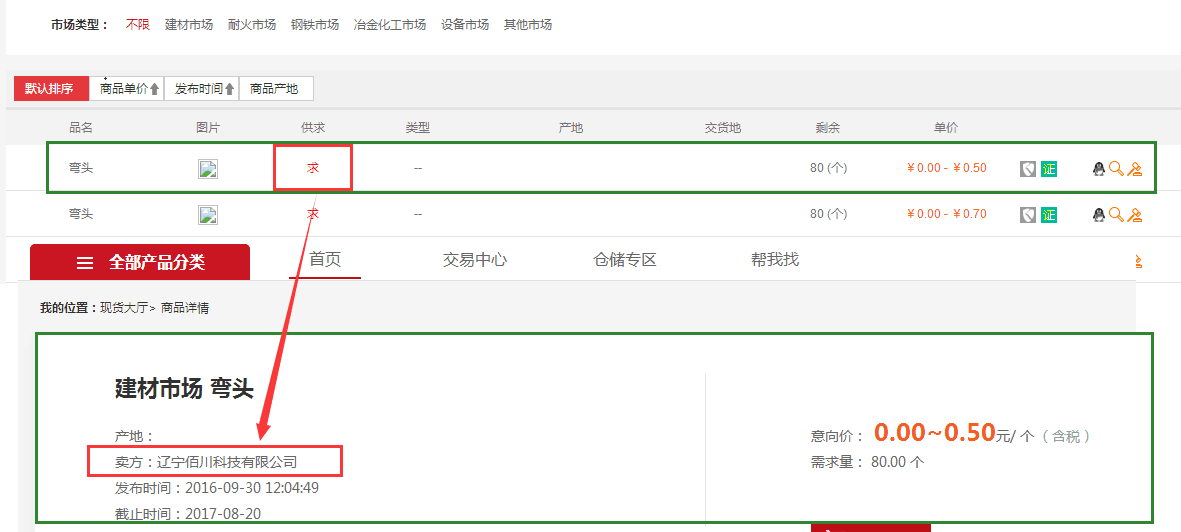 市场类型： 不限 建材市场 耐火市场 钢铁市场 冶金化工市场 设备市场 其他市场
默认排序 商品单价 发布时间 商品产地
品名 图片 供求 类型 产地 交货地 剩余 单价
弯头 求 -- 80 (个) ￥0.00 - ￥0.50 证
弯头 求 -- 80 (个) ￥0.00 - ￥0.70 证
全部产品分类 首页 交易中心 仓储专区 帮我找
我的位置：现货大厅> 商品详情
建材市场 弯头
产地：
卖方：辽宁佰川科技有限公司
发布时间：2016-09-30 12:04:49
截止时间：2017-08-20
意向价： 0.00~0.50元/ 个 （ 含税 ）
需求量： 80.00 个